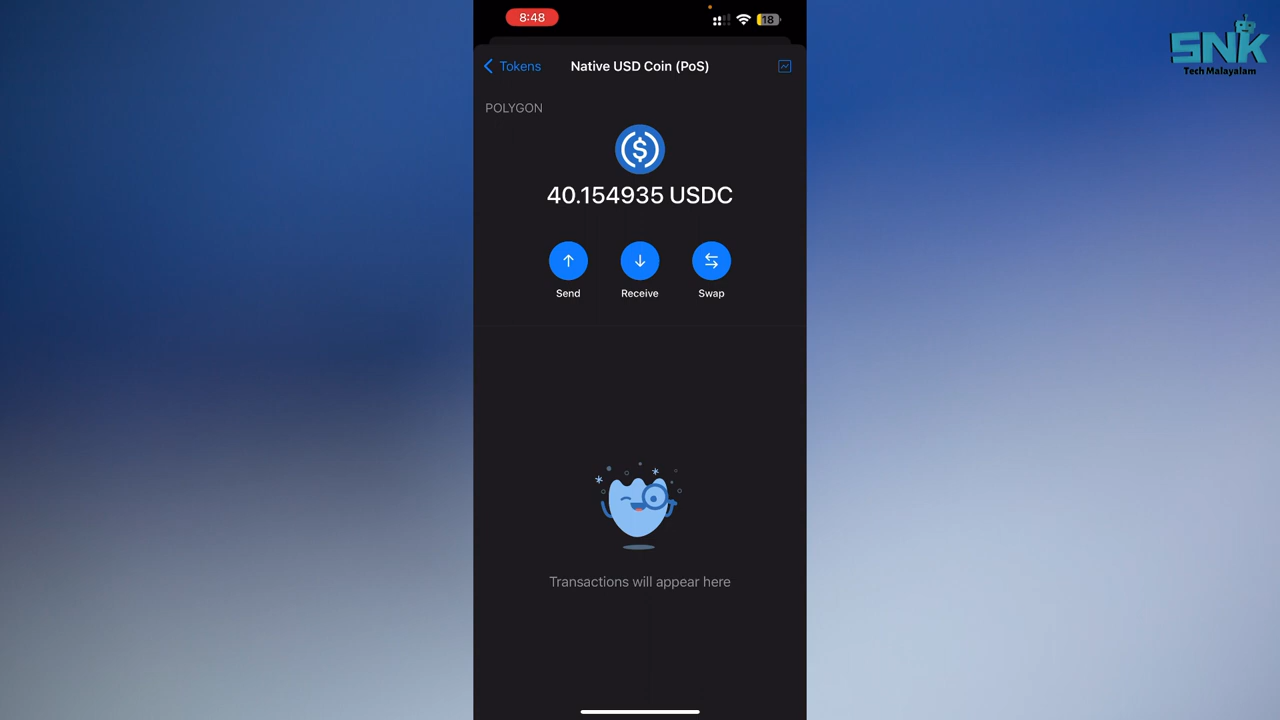 8:48
18
SNK
Tech Malayalam
Tokens
Native USD Coin (PoS)
POLYGON
40.154935 USDC
Send
Receive
Swap
Transactions will appear here